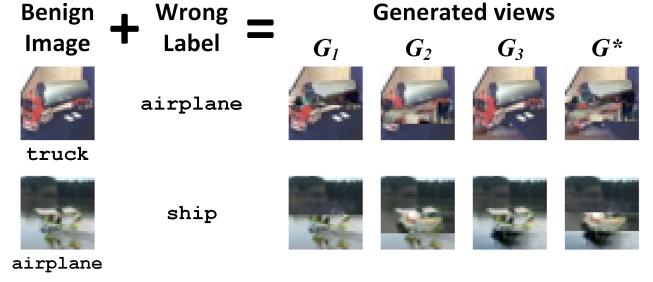 Benign Image + Wrong Label = Generated views
G1 G2 G3 G*
airplane
truck
ship
airplane